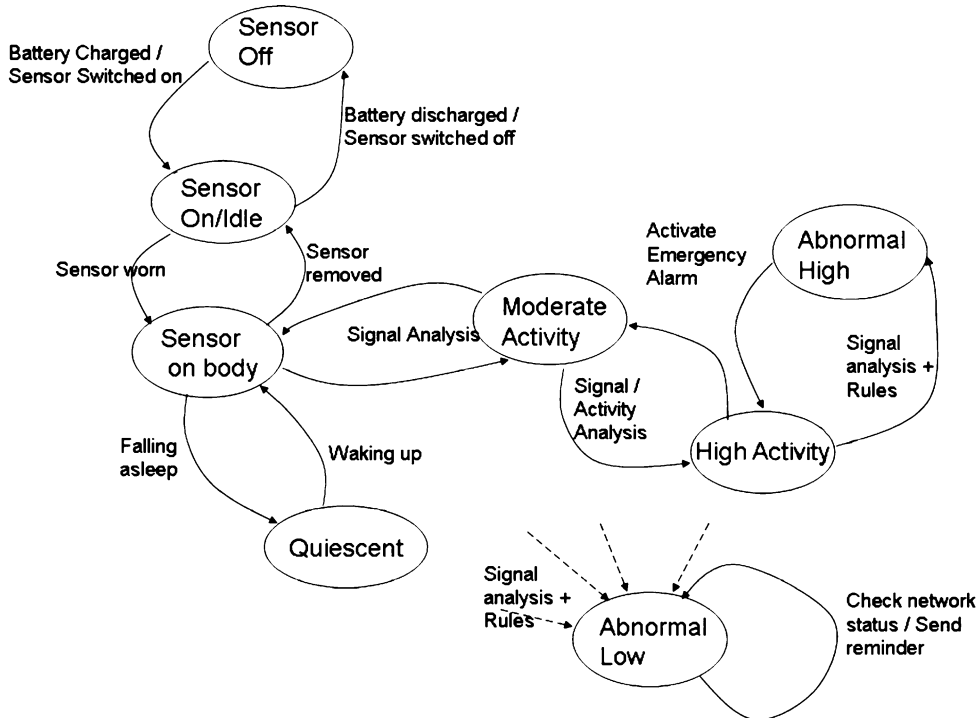 Sensor
Off
Battery Charged /
Sensor Switched on
Battery discharged /
Sensor switched off
Sensor
On/Idle
Sensor worn
Sensor
removed
Activate
Emergency
Alarm
Abnormal
High
Moderate
Activity
Signal Analysis
Sensor
on body
Signal
analysis +
Rules
Signal /
Activity
Analysis
High Activity
Falling
asleep
Waking up
Quiescent
Signal
analysis +
Rules
Abnormal
Low
Check network
status / Send
reminder